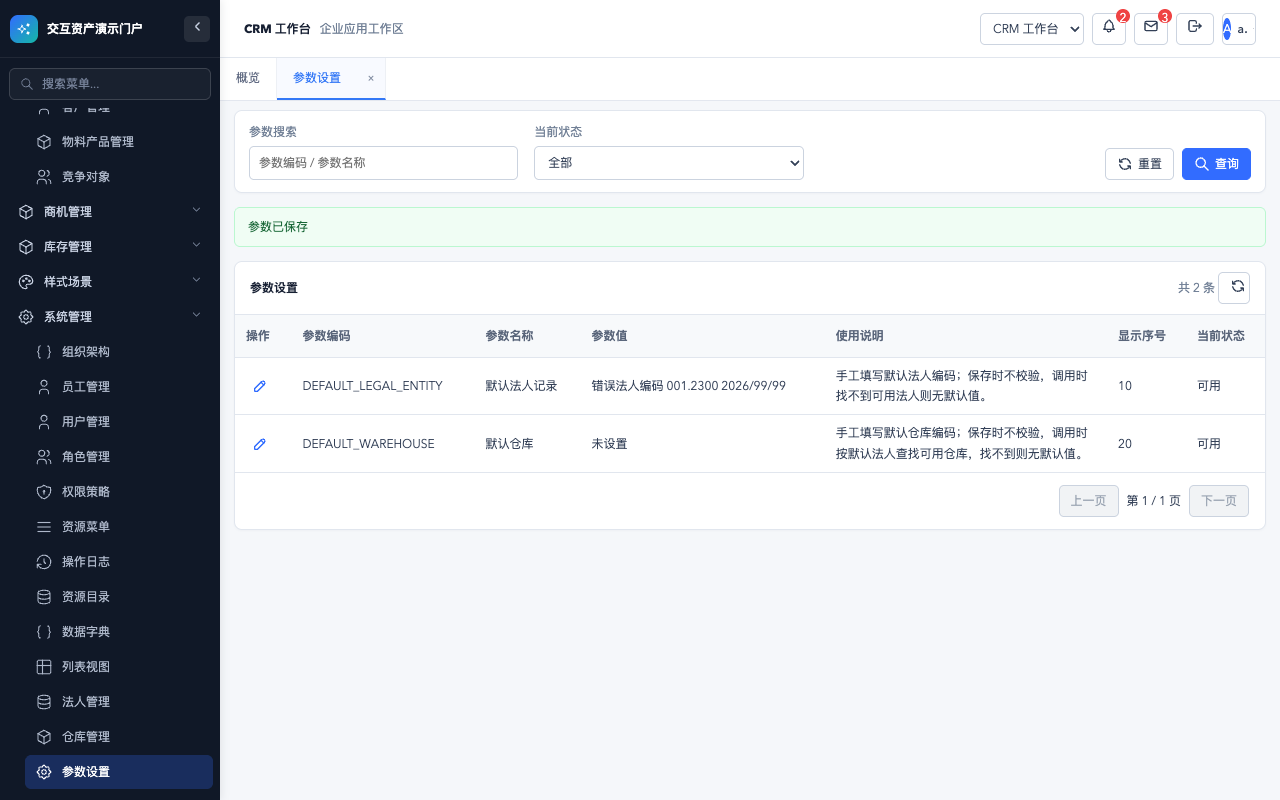 交互资产演示门户
搜索菜单...
客户管理
物料产品管理
竞争对象
商机管理
库存管理
样式场景
系统管理
组织架构
员工管理
用户管理
角色管理
权限策略
资源菜单
操作日志
资源目录
数据字典
列表视图
法人管理
仓库管理
参数设置
CRM 工作台 企业应用工作区
CRM 工作台
2
3
A a.
概览
参数设置 ×
参数搜索
参数编码 / 参数名称
当前状态
全部
重置
查询
参数已保存
参数设置
共 2 条
操作 参数编码 参数名称 参数值 使用说明 显示序号 当前状态
DEFAULT_LEGAL_ENTITY 默认法人记录 错误法人编码 001.2300 2026/99/99 手工填写默认法人编码；保存时不校验，调用时
找不到可用法人则无默认值。 10 可用
DEFAULT_WAREHOUSE 默认仓库 未设置 手工填写默认仓库编码；保存时不校验，调用时
按默认法人查找可用仓库，找不到则无默认值。 20 可用
上一页 第 1 / 1 页 下一页